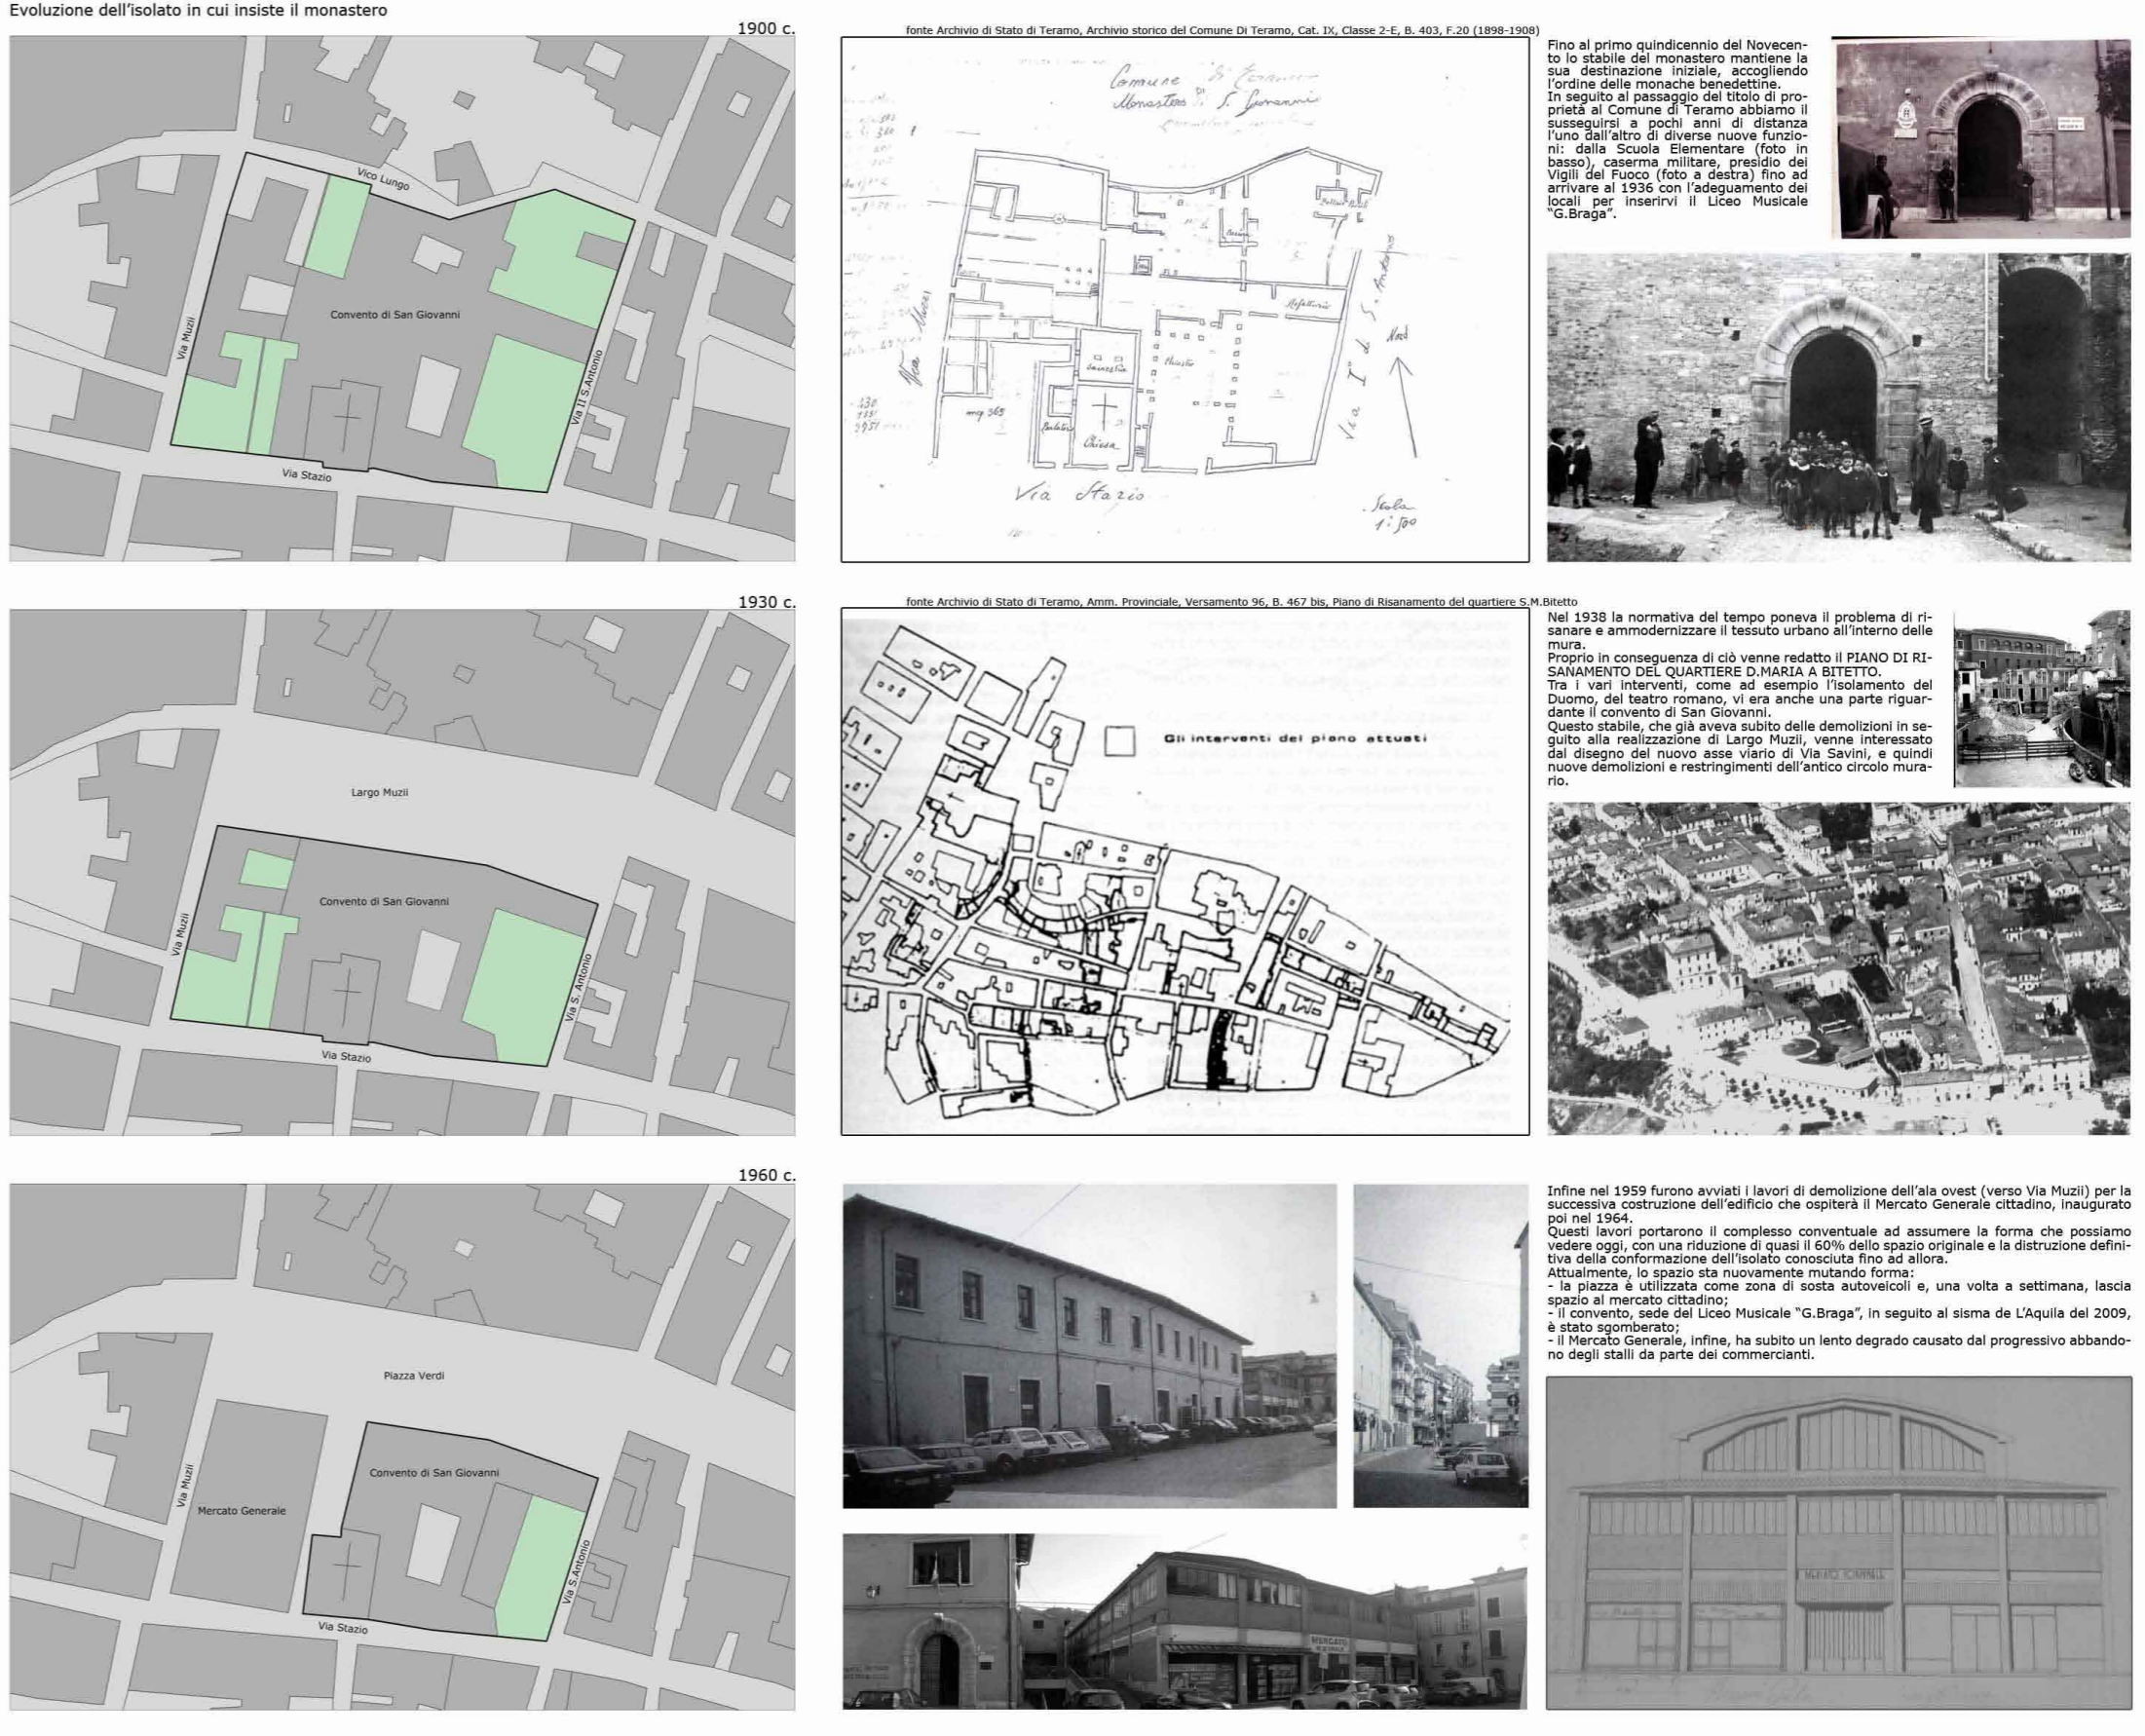 Evoluzione dell'isolato in cui insiste il monastero
1900 c.
Vico Lungo
Convento di San Giovanni
Via Muzii
Via II S.Antonio
Via Stazio
fonte Archivio di Stato di Teramo, Archivio storico del Comune Di Teramo, Cat. IX, Classe 2-E, B. 403, F.20 (1898-1908)
Comune di Teramo
Monastero di S. Giovanni
Via Muzii
Refettorio
Chiostro
Sacrestia
mq 365
Parlatorio
Chiesa
Via Iª di S. Antonio
Nord
Via Stazio
Scala
1:500
Fino al primo quindicennio del Novecen-
to lo stabile del monastero mantiene la
sua destinazione iniziale, accogliendo
l'ordine delle monache benedettine.
In seguito al passaggio del titolo di pro-
prietà al Comune di Teramo abbiamo il
susseguirsi a pochi anni di distanza
l'uno dall'altro di diverse nuove funzio-
ni: dalla Scuola Elementare (foto in
basso), caserma militare, presidio dei
Vigili del Fuoco (foto a destra) fino ad
arrivare al 1936 con l'adeguamento dei
locali per inserirvi il Liceo Musicale
"G.Braga".
1930 c.
Largo Muzii
Convento di San Giovanni
Via Muzii
Via S. Antonio
Via Stazio
fonte Archivio di Stato di Teramo, Amm. Provinciale, Versamento 96, B. 467 bis, Piano di Risanamento del quartiere S.M.Bitetto
Gli interventi del piano attuati
Nel 1938 la normativa del tempo poneva il problema di ri-
sanare e ammodernizzare il tessuto urbano all'interno delle
mura.
Proprio in conseguenza di ciò venne redatto il PIANO DI RI-
SANAMENTO DEL QUARTIERE D.MARIA A BITETTO.
Tra i vari interventi, come ad esempio l'isolamento del
Duomo, del teatro romano, vi era anche una parte riguar-
dante il convento di San Giovanni.
Questo stabile, che già aveva subito delle demolizioni in se-
guito alla realizzazione di Largo Muzii, venne interessato
dal disegno del nuovo asse viario di Via Savini, e quindi
nuove demolizioni e restringimenti dell'antico circolo mura-
rio.
1960 c.
Piazza Verdi
Convento di San Giovanni
Via Muzii
Mercato Generale
Via S.Antonio
Via Stazio
MERCATO
Infine nel 1959 furono avviati i lavori di demolizione dell'ala ovest (verso Via Muzii) per la
successiva costruzione dell'edificio che ospiterà il Mercato Generale cittadino, inaugurato
poi nel 1964.
Questi lavori portarono il complesso conventuale ad assumere la forma che possiamo
vedere oggi, con una riduzione di quasi il 60% dello spazio originale e la distruzione defini-
tiva della conformazione dell'isolato conosciuta fino ad allora.
Attualmente, lo spazio sta nuovamente mutando forma:
- la piazza è utilizzata come zona di sosta autoveicoli e, una volta a settimana, lascia
spazio al mercato cittadino;
- il convento, sede del Liceo Musicale "G.Braga", in seguito al sisma de L'Aquila del 2009,
è stato sgomberato;
- il Mercato Generale, infine, ha subito un lento degrado causato dal progressivo abbando-
no degli stalli da parte dei commercianti.